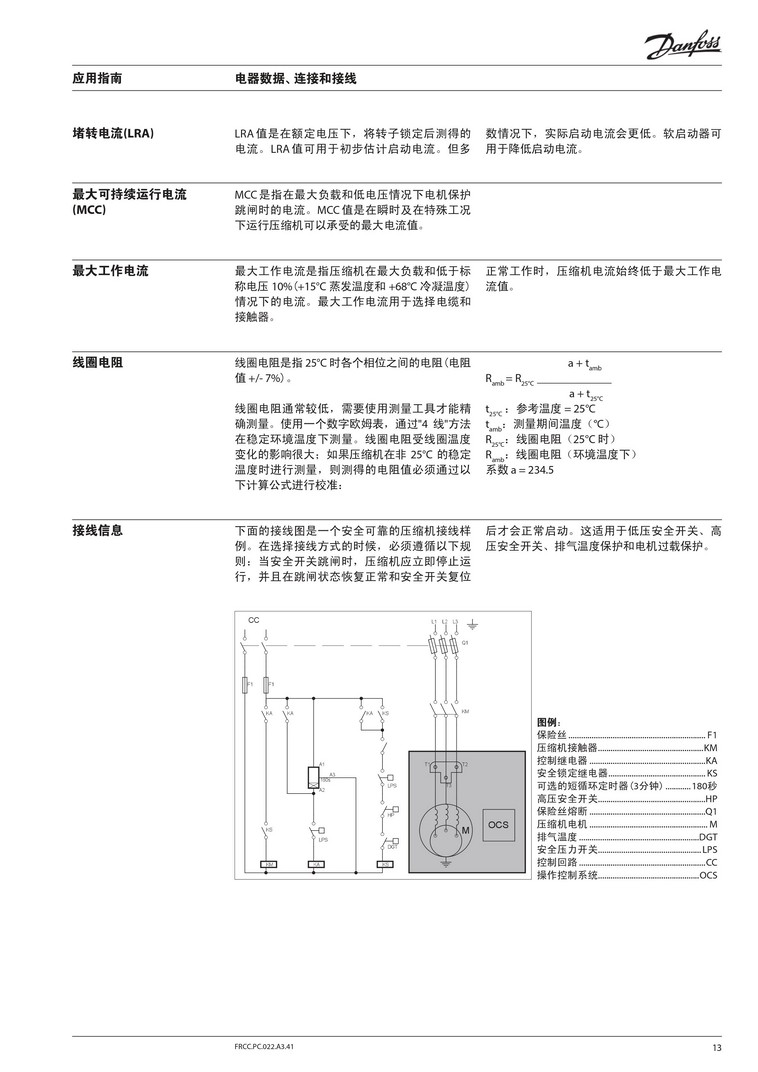 Danfoss
应用指南
电器数据、连接和接线
堵转电流(LRA)
LRA值是在额定电压下，将转子锁定后测得的
电流。LRA值可用于初步估计启动电流。但多
数情况下，实际启动电流会更低。软启动器可
用于降低启动电流。
最大可持续运行电流
(MCC)
MCC是指在最大负载和低电压情况下电机保护
跳闸时的电流。MCC值是在瞬时及在特殊工况
下运行压缩机可以承受的最大电流值。
最大工作电流
最大工作电流是指压缩机在最大负载和低于标
称电压 10%(+15℃ 蒸发温度和 +68℃ 冷凝温度)
情况下的电流。最大工作电流用于选择电缆和
接触器。
正常工作时，压缩机电流始终低于最大工作电
流值。
线圈电阻
线圈电阻是指 25℃ 时各个相位之间的电阻(电阻
值 +/- 7%)。
线圈电阻通常较低，需要使用测量工具才能精
确测量。使用一个数字欧姆表，通过"4 线"方法
在稳定环境温度下测量。线圈电阻受线圈温度
变化的影响很大；如果压缩机在非 25℃ 的稳定
温度时进行测量，则测得的电阻值必须通过以
下计算公式进行校准：
a + tamb
Ramb = R25℃
a + t25℃
t25℃：参考温度 = 25℃
tamb：测量期间温度（℃）
R25℃：线圈电阻（25℃ 时）
Ramb：线圈电阻（环境温度下）
系数 a = 234.5
接线信息
下面的接线图是一个安全可靠的压缩机接线样
例。在选择接线方式的时候，必须遵循以下规
则：当安全开关跳闸时，压缩机应立即停止运
行，并且在跳闸状态恢复正常和安全开关复位
后才会正常启动。这适用于低压安全开关、高
压安全开关、排气温度保护和电机过载保护。
CC
L1 L2 L3
Q1
F1 F1
KA KA KA KS KM
A1
A3
180s
A2
LPS
HP
DGT
KS
LPS
KM KA KS
T1 T2
T3
M
OCS
图例：
保险丝 ........ F1
压缩机接触器........KM
控制继电器 ........KA
安全锁定继电器........ KS
可选的短循环定时器(3分钟) ........180秒
高压安全开关........HP
保险丝熔断 ........Q1
压缩机电机 ........ M
排气温度 ........DGT
安全压力开关........LPS
控制回路 ........CC
操作控制系统........OCS
FRCC.PC.022.A3.41
13